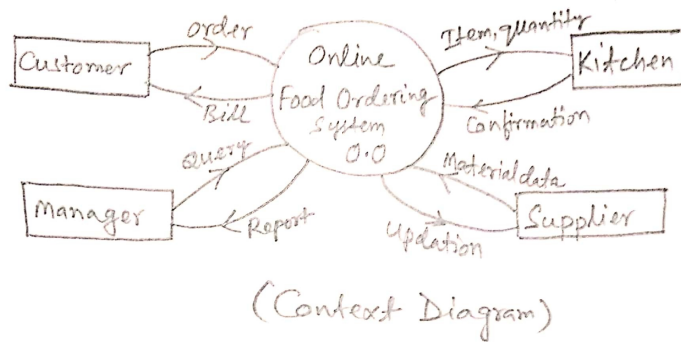 Order
Customer
Bill
Online
Food Ordering
System
0.0
Item, quantity
Kitchen
Confirmation
Query
Manager
Report
Material data
Supplier
Updation
(Context Diagram)